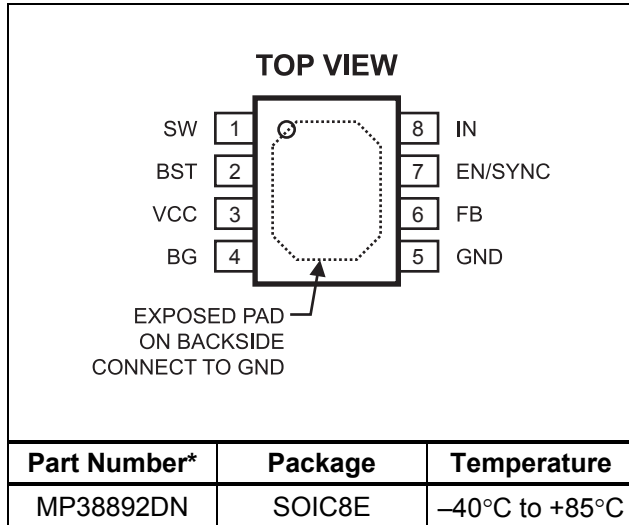 TOP VIEW
SW 1 8 IN
BST 2 7 EN/SYNC
VCC 3 6 FB
BG 4 5 GND
EXPOSED PAD
ON BACKSIDE
CONNECT TO GND
Part Number* Package Temperature
MP38892DN SOIC8E –40°C to +85°C